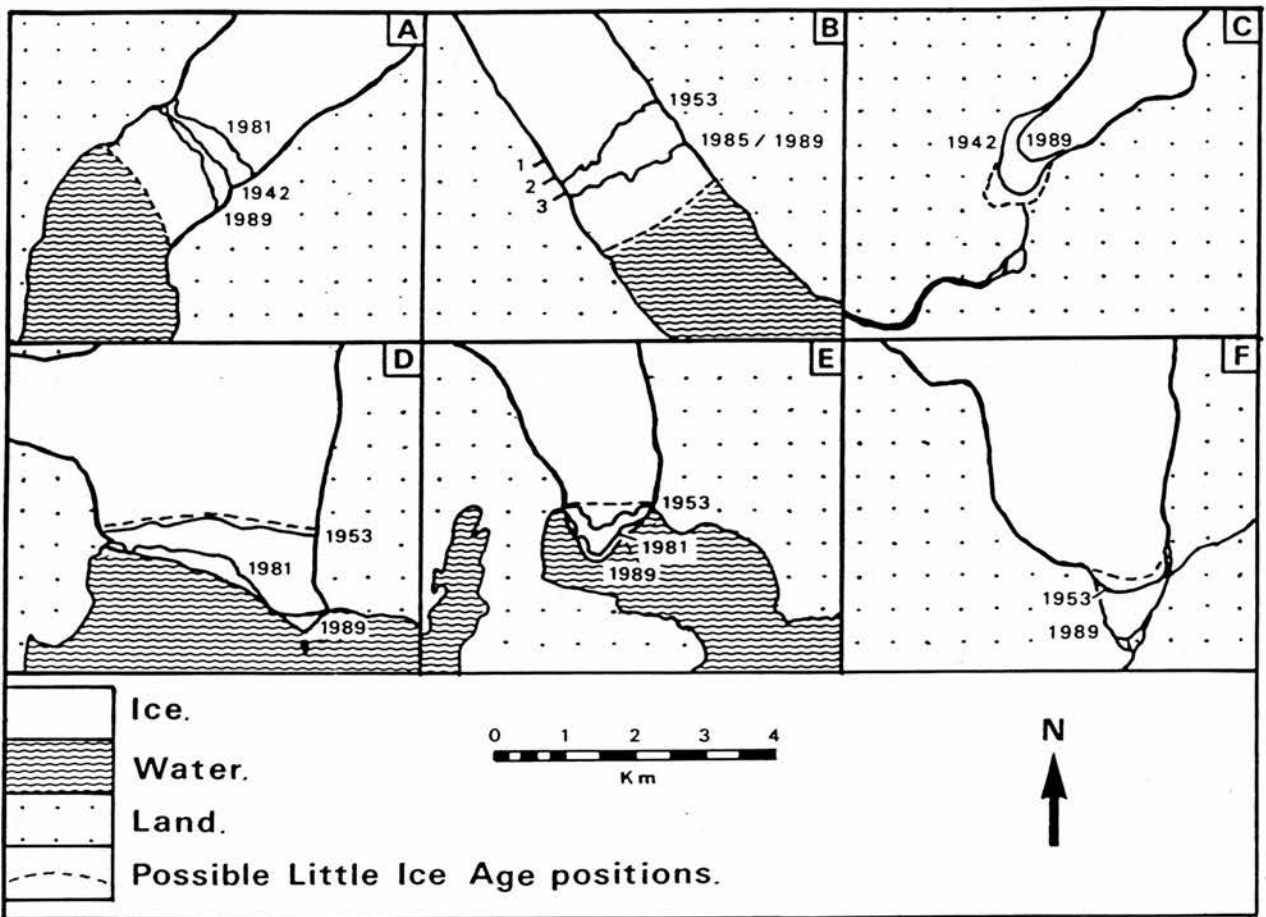 A
1981
1942
1989
B
1953
1985 / 1989
1
2
3
C
1942
1989
D
1953
1981
1989
E
1953
1981
1989
F
1953
1989
Ice.
Water.
Land.
Possible Little Ice Age positions.
0 1 2 3 4
Km
N